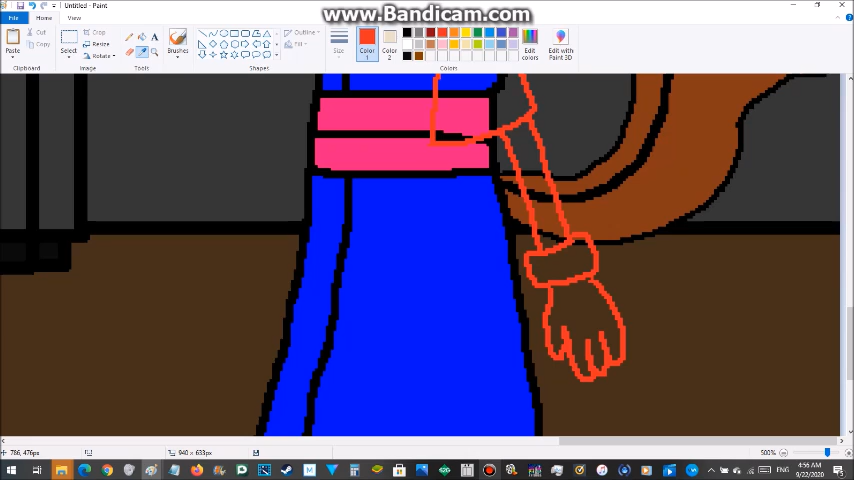 Untitled - Paint
www.Bandicam.com
File Home View
Cut
Copy
Paste
Clipboard
Select
Crop
Resize
Rotate
Image
Tools
Brushes
Outline
Fill
Shapes
Size
Color 1
Color 2
Edit colors
Edit with Paint 3D
Colors
786, 476px
940 × 633px
500%
ENG
4:56 AM
9/22/2020